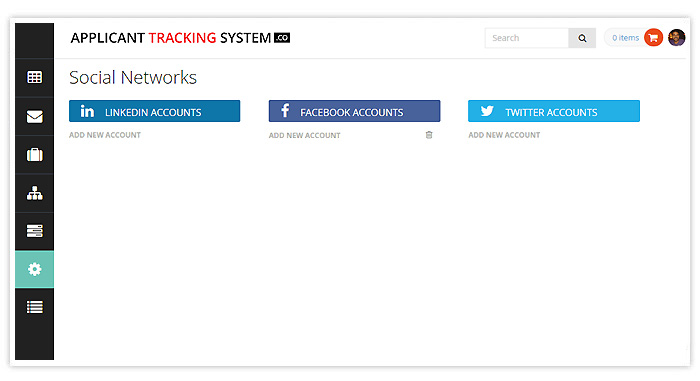 APPLICANT TRACKING SYSTEM .CO
Search
0 items
Social Networks
LINKEDIN ACCOUNTS
FACEBOOK ACCOUNTS
TWITTER ACCOUNTS
ADD NEW ACCOUNT
ADD NEW ACCOUNT
ADD NEW ACCOUNT